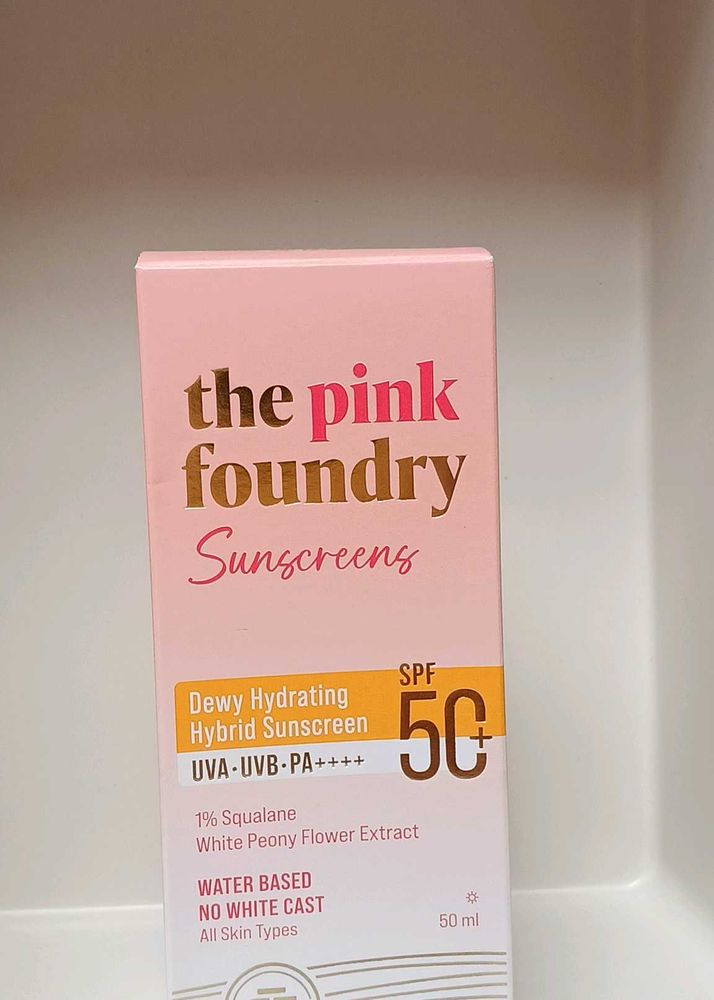 the pink
foundry
Sunscreens
SPF
50+
Dewy Hydrating
Hybrid Sunscreen
UVA·UVB·PA++++
1% Squalane
White Peony Flower Extract
WATER BASED
NO WHITE CAST
All Skin Types
50 ml